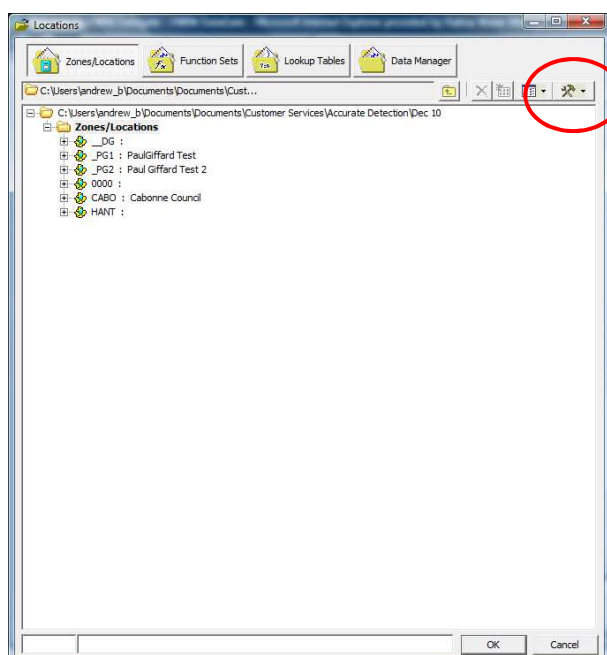 Locations
Zones/Locations Function Sets Lookup Tables Data Manager
C:\Users\andrew_b\Documents\Documents\Cust...
C:\Users\andrew_b\Documents\Documents\Customer Services\Accurate Detection\Dec 10
Zones/Locations
__DG :
_PG1 : PaulGiffard Test
_PG2 : Paul Giffard Test 2
0000 :
CABO : Cabonne Council
HANT :
OK Cancel